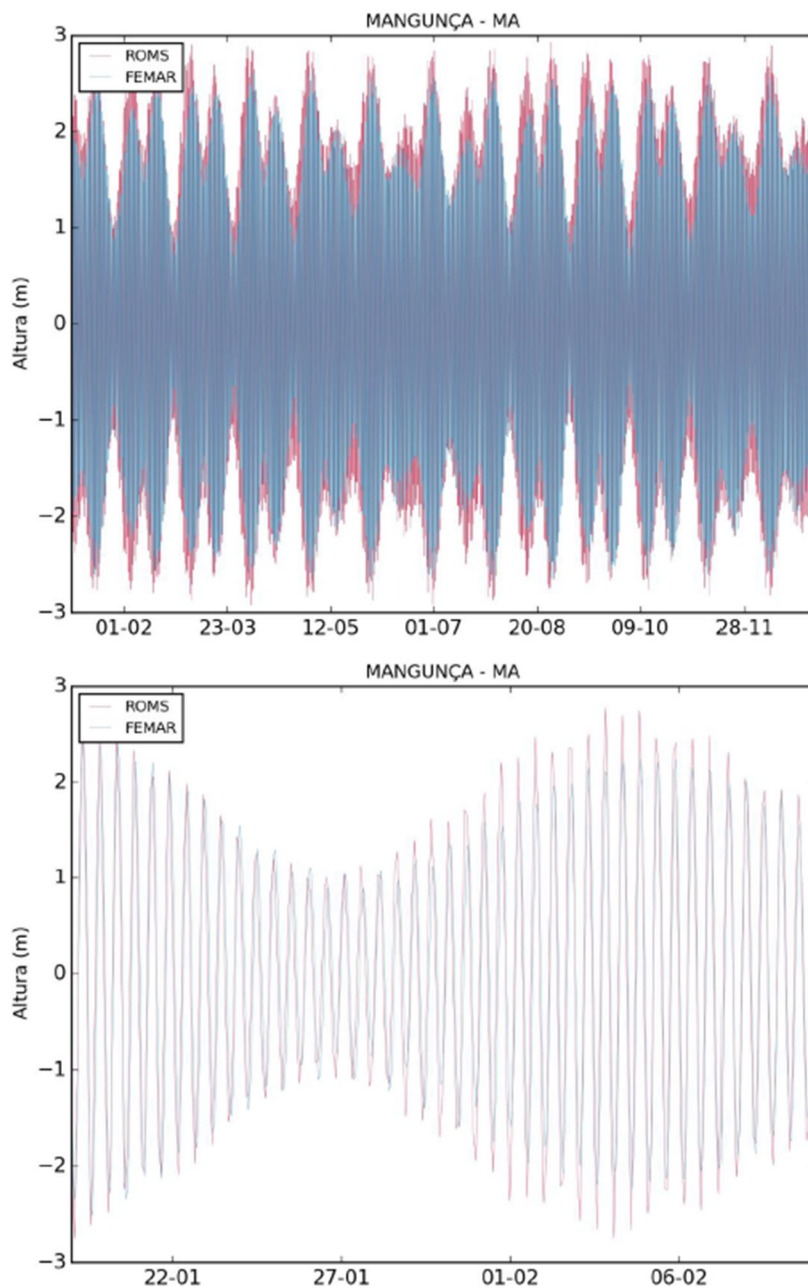 MANGUNÇA - MA
3
ROMS
FEMAR
2
1
0
−1
−2
−3
Altura (m)
01-02 23-03 12-05 01-07 20-08 09-10 28-11
MANGUNÇA - MA
3
ROMS
FEMAR
2
1
0
−1
−2
−3
Altura (m)
22-01 27-01 01-02 06-02